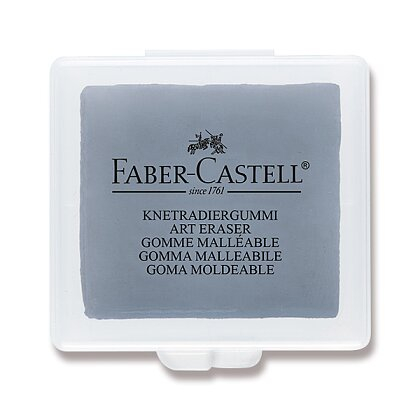 FABER-CASTELL®
since 1761
KNETRADIERGUMMI
ART ERASER
GOMME MALLÉABLE
GOMMA MALLEABILE
GOMA MOLDEABLE